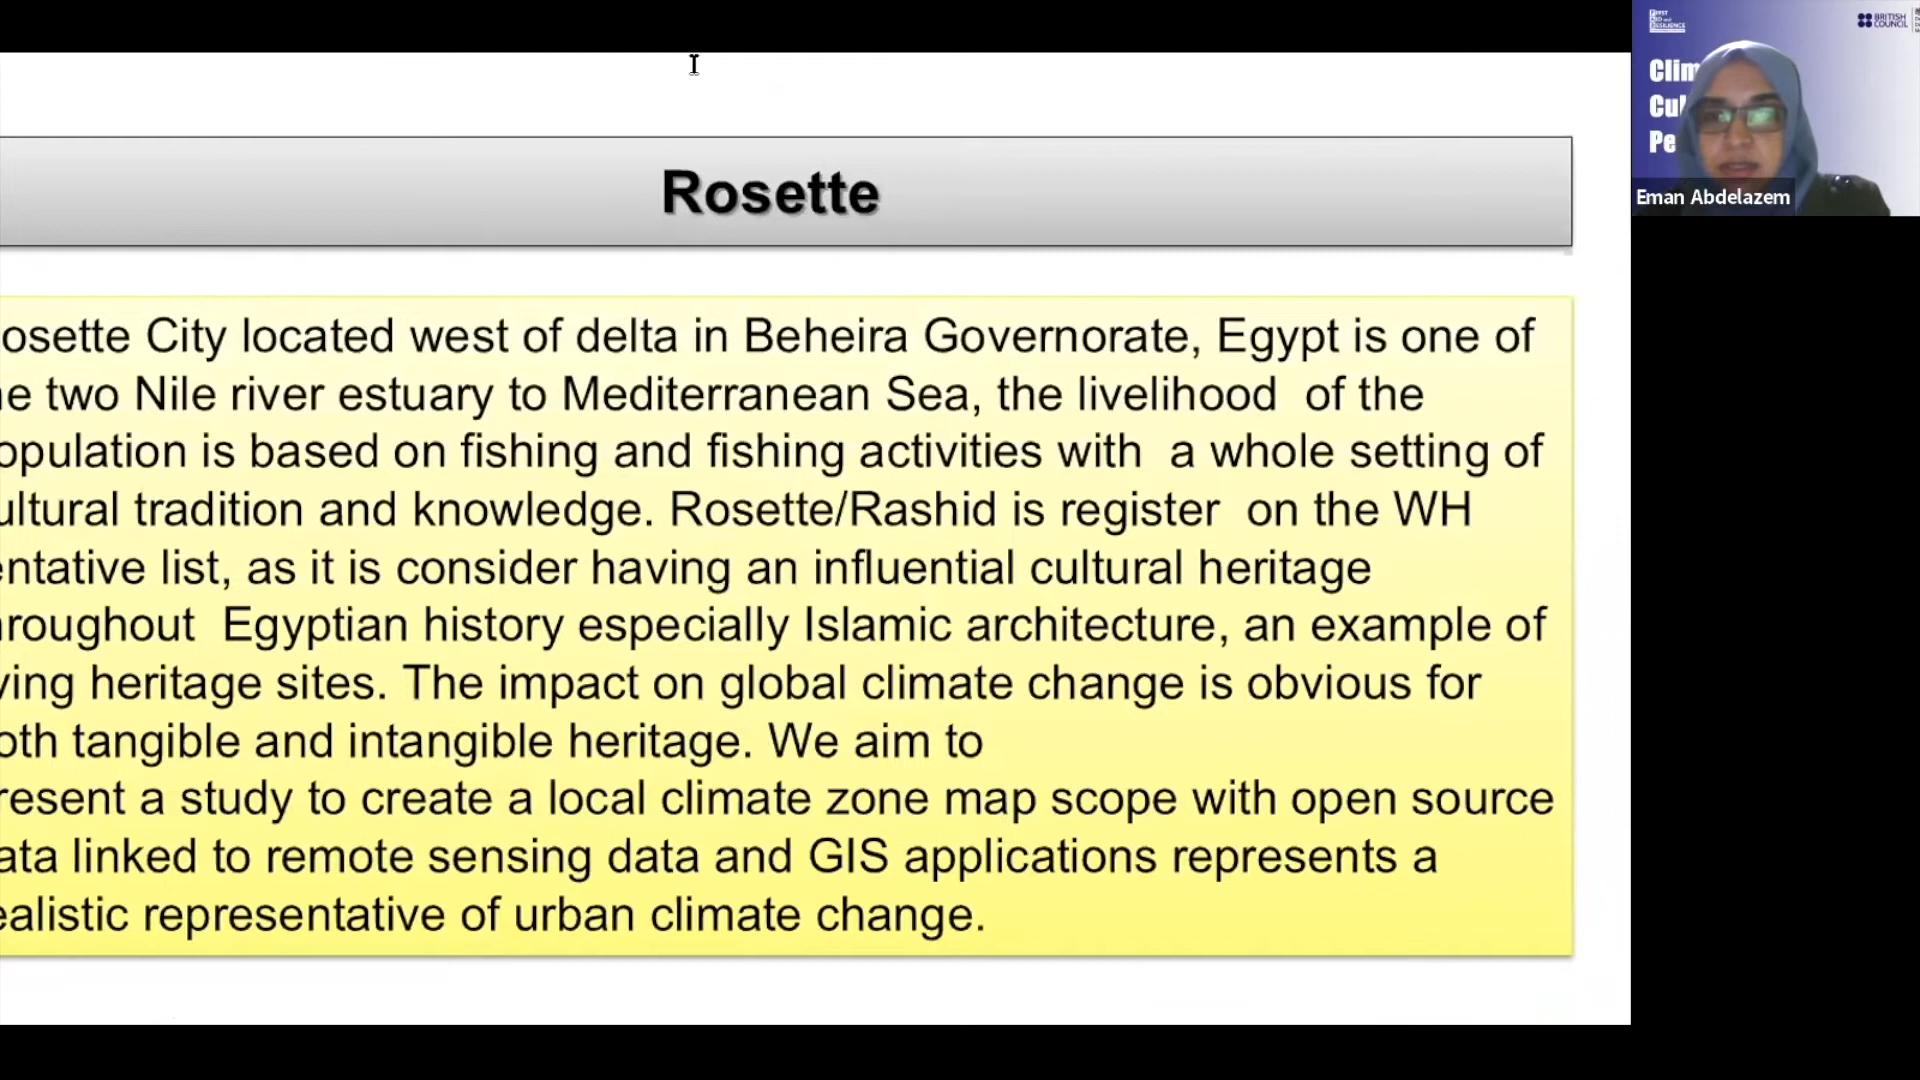 Rosette
osette City located west of delta in Beheira Governorate, Egypt is one of
e two Nile river estuary to Mediterranean Sea, the livelihood of the
opulation is based on fishing and fishing activities with a whole setting of
ultural tradition and knowledge. Rosette/Rashid is register on the WH
entative list, as it is consider having an influential cultural heritage
roughout Egyptian history especially Islamic architecture, an example of
ving heritage sites. The impact on global climate change is obvious for
oth tangible and intangible heritage. We aim to
resent a study to create a local climate zone map scope with open source
ata linked to remote sensing data and GIS applications represents a
ealistic representative of urban climate change.
BRITISH
COUNCIL
Clim
Cul
Pe
Eman Abdelazem